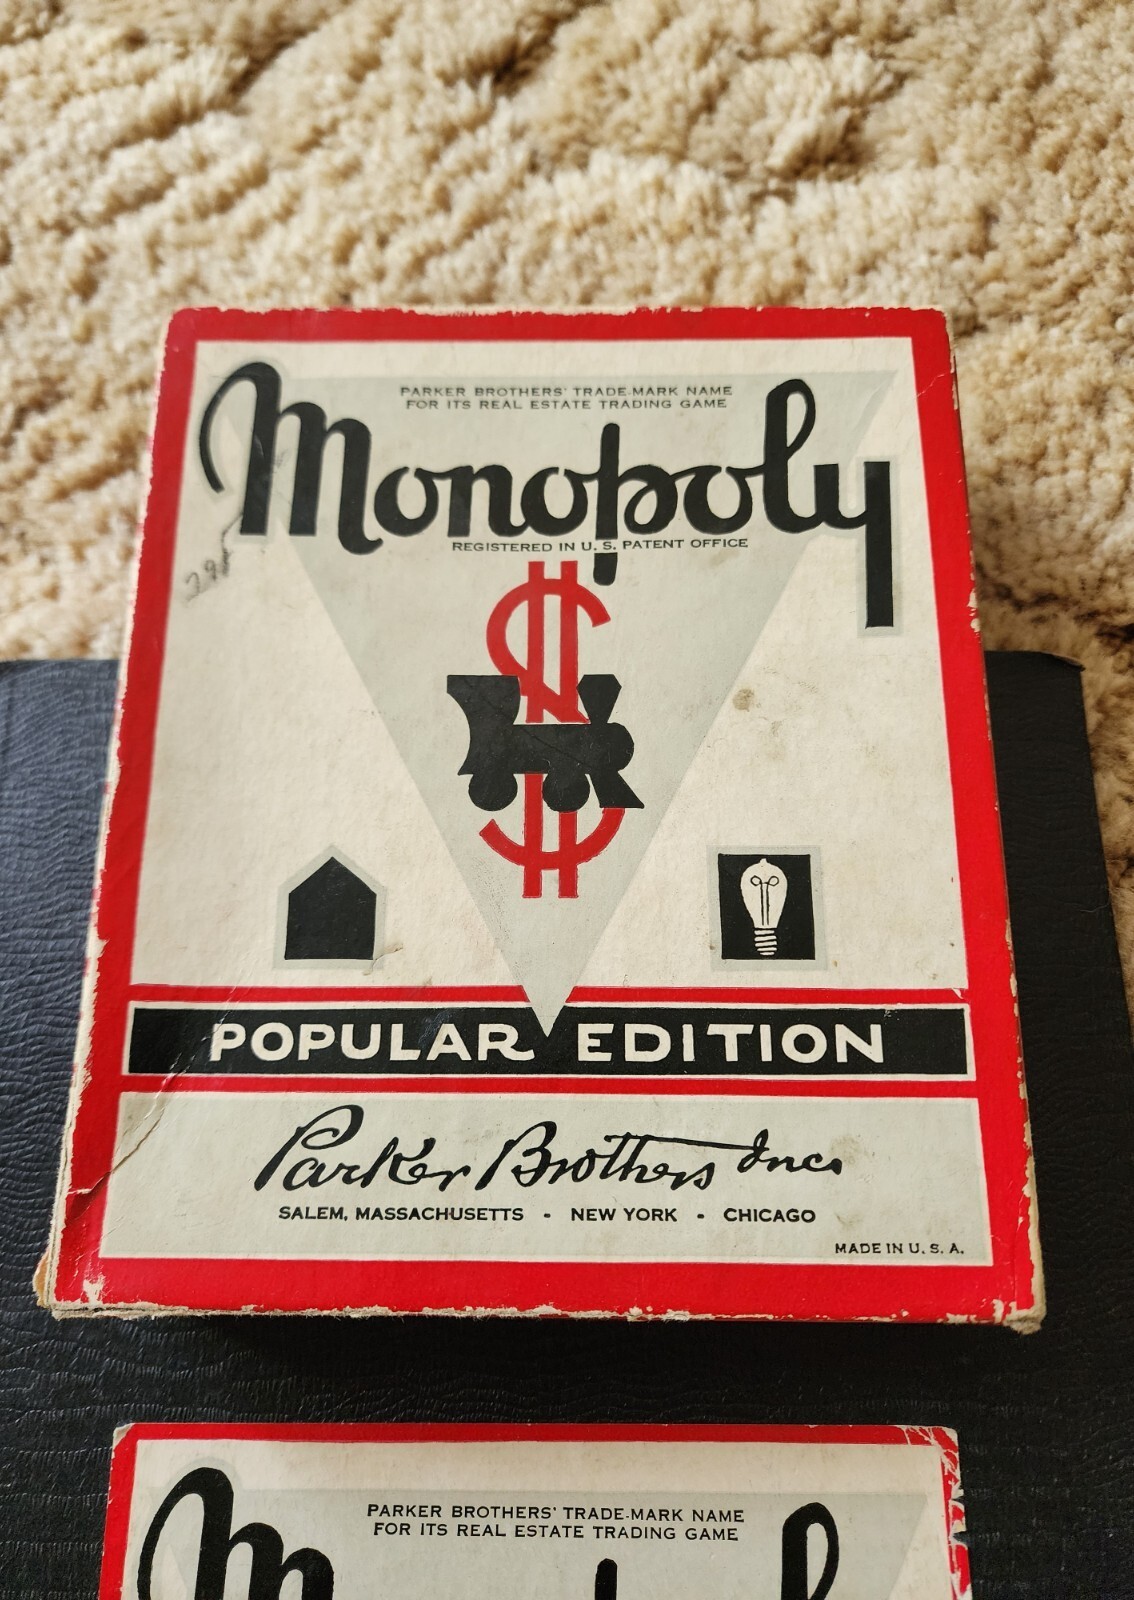 PARKER BROTHERS' TRADE-MARK NAME
FOR ITS REAL ESTATE TRADING GAME
Monopoly
REGISTERED IN U. S. PATENT OFFICE
POPULAR EDITION
Parker Brothers Inc.
SALEM, MASSACHUSETTS - NEW YORK - CHICAGO
MADE IN U. S. A.
PARKER BROTHERS' TRADE-MARK NAME
FOR ITS REAL ESTATE TRADING GAME